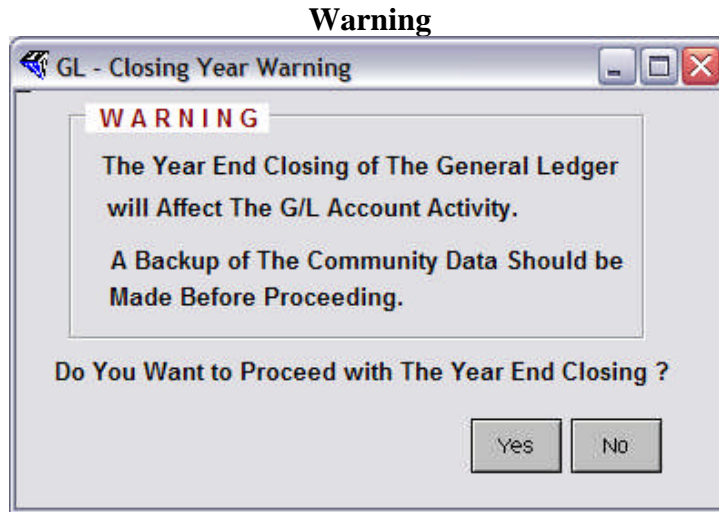 Warning
GL - Closing Year Warning
WARNING
The Year End Closing of The General Ledger
will Affect The G/L Account Activity.
A Backup of The Community Data Should be
Made Before Proceeding.
Do You Want to Proceed with The Year End Closing ?
Yes No